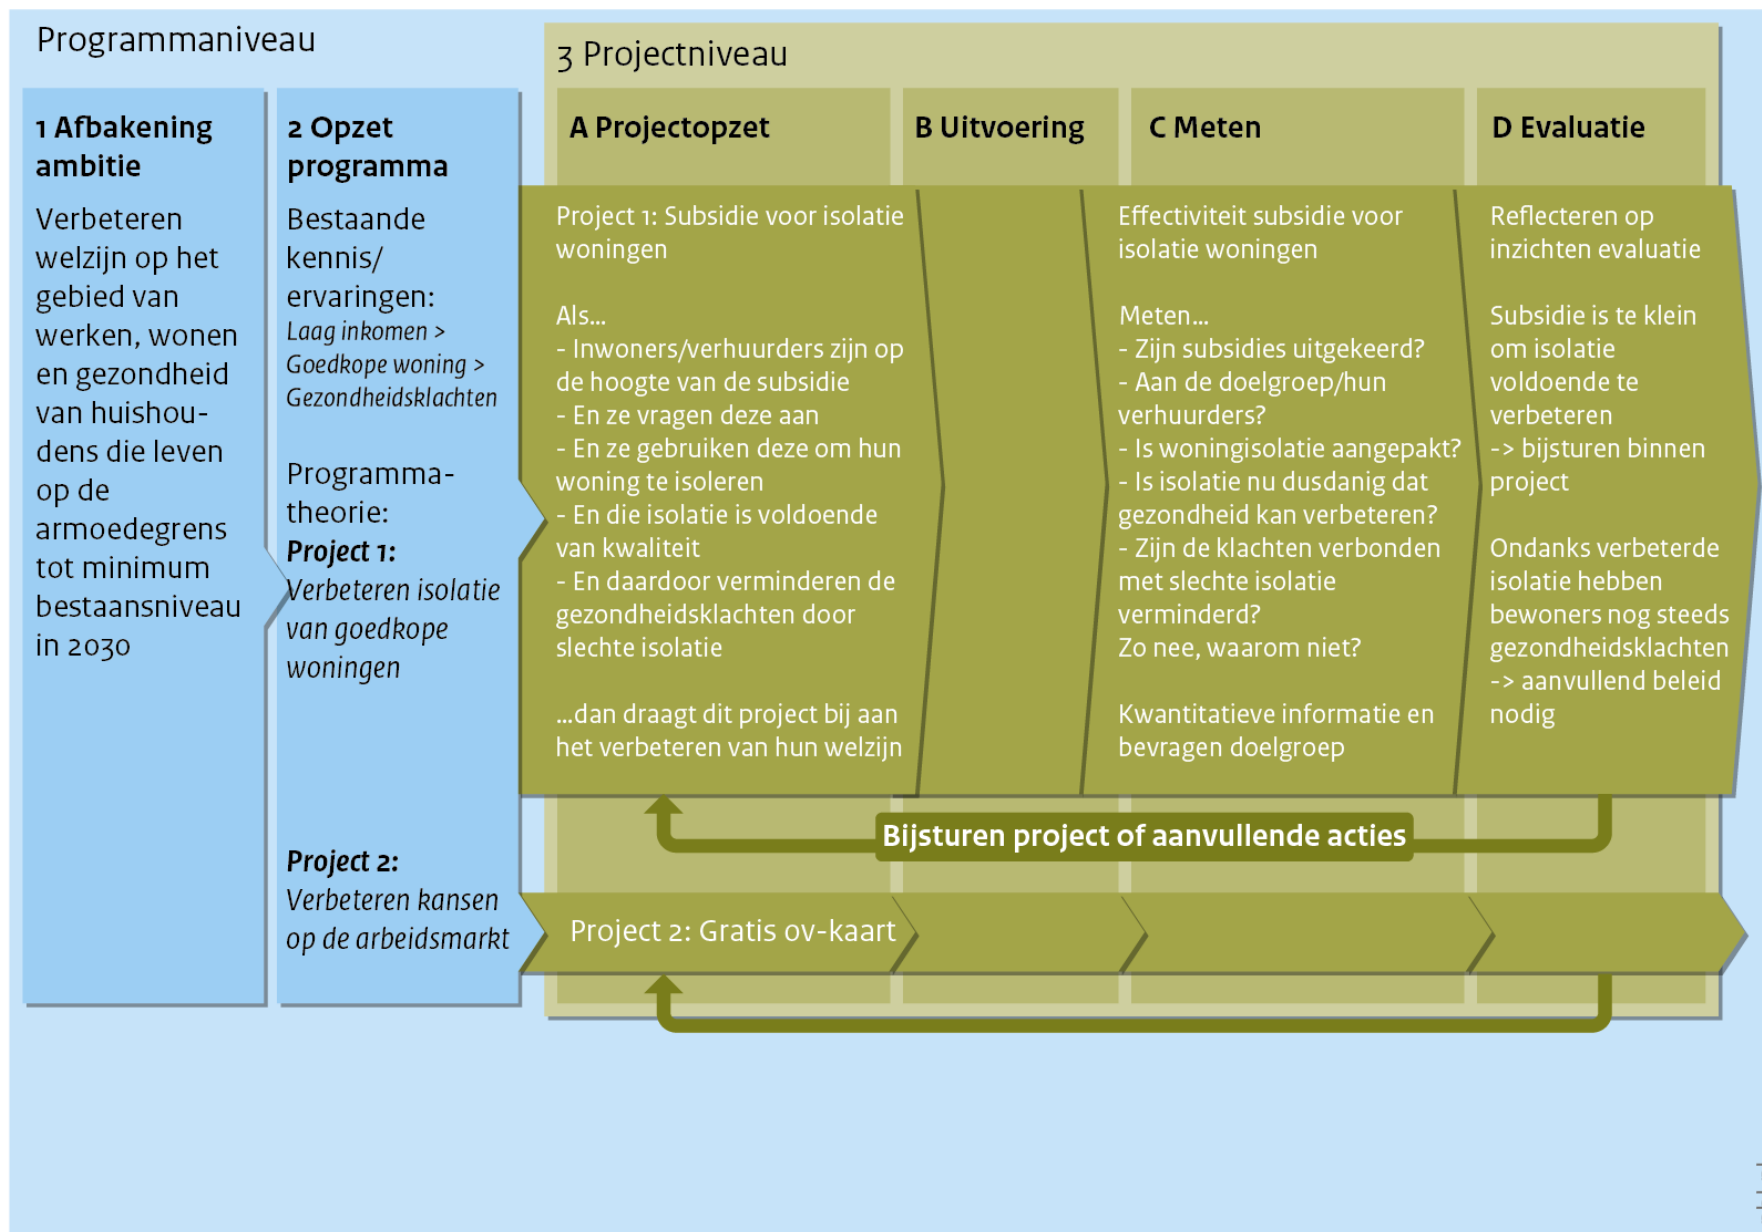 Programmaniveau
3 Projectniveau
1 Afbakening
ambitie
Verbeteren
welzijn op het
gebied van
werken, wonen
en gezondheid
van huishou-
dens die leven
op de
armoedegrens
tot minimum
bestaansniveau
in 2030
2 Opzet
programma
Bestaande
kennis/
ervaringen:
Laag inkomen >
Goedkope woning >
Gezondheidsklachten
Programma-
theorie:
Project 1:
Verbeteren isolatie
van goedkope
woningen
Project 2:
Verbeteren kansen
op de arbeidsmarkt
A Projectopzet
Project 1: Subsidie voor isolatie
woningen
Als...
- Inwoners/verhuurders zijn op
de hoogte van de subsidie
- En ze vragen deze aan
- En ze gebruiken deze om hun
woning te isoleren
- En die isolatie is voldoende
van kwaliteit
- En daardoor verminderen de
gezondheidsklachten door
slechte isolatie
...dan draagt dit project bij aan
het verbeteren van hun welzijn
B Uitvoering
C Meten
Effectiviteit subsidie voor
isolatie woningen
Meten...
- Zijn subsidies uitgekeerd?
- Aan de doelgroep/hun
verhuurders?
- Is woningisolatie aangepakt?
- Is isolatie nu dusdanig dat
gezondheid kan verbeteren?
- Zijn de klachten verbonden
met slechte isolatie
verminderd?
Zo nee, waarom niet?
Kwantitatieve informatie en
bevragen doelgroep
D Evaluatie
Reflecteren op
inzichten evaluatie
Subsidie is te klein
om isolatie
voldoende te
verbeteren
-> bijsturen binnen
project
Ondanks verbeterde
isolatie hebben
bewoners nog steeds
gezondheidsklachten
-> aanvullend beleid
nodig
Bijsturen project of aanvullende acties
Project 2: Gratis ov-kaart